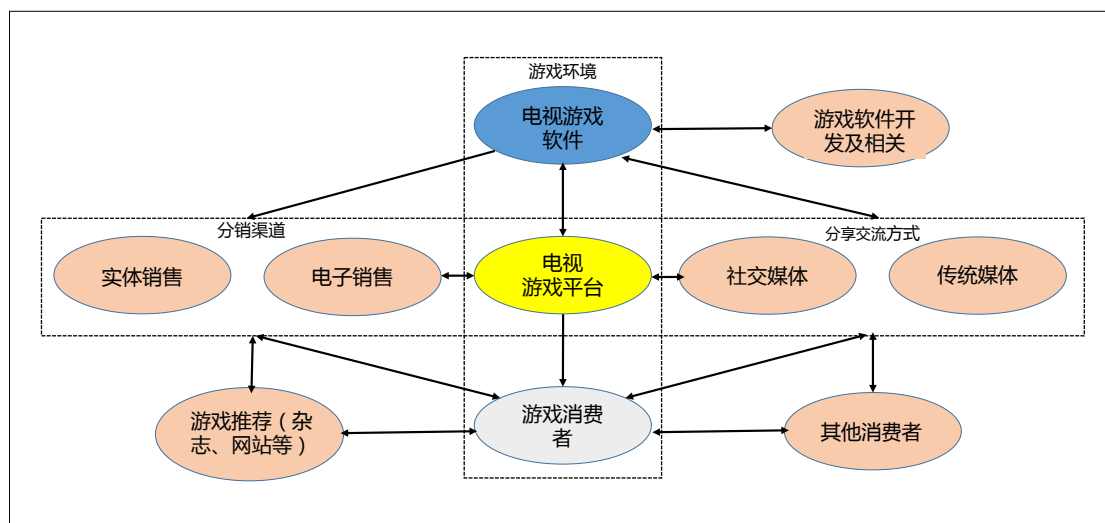 游戏环境
电视游戏
软件
游戏软件开
发及相关
分销渠道
分享交流方式
实体销售
电子销售
电视
游戏平台
社交媒体
传统媒体
游戏推荐（杂
志、网站等）
游戏消费
者
其他消费者